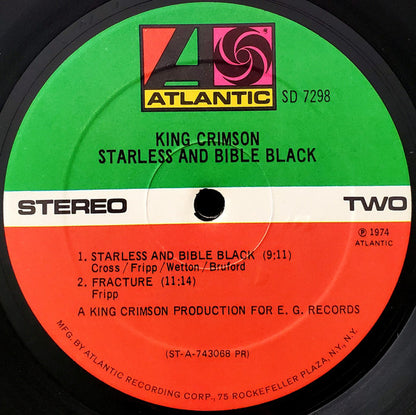 ATLANTIC
SD 7298
KING CRIMSON
STARLESS AND BIBLE BLACK
STEREO
TWO
℗ 1974
ATLANTIC
1. STARLESS AND BIBLE BLACK (9:11)
Cross/Fripp/Wetton/Bruford
2. FRACTURE (11:14)
Fripp
A KING CRIMSON PRODUCTION FOR E. G. RECORDS
(ST-A-743068 PR)
MFG. BY ATLANTIC RECORDING CORP., 75 ROCKEFELLER PLAZA, N.Y., N.Y.